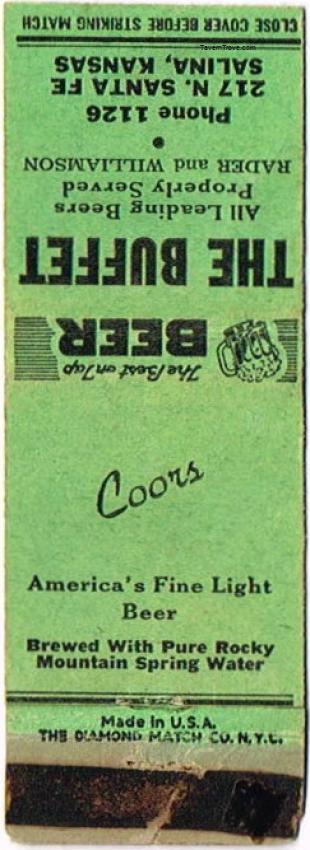 CLOSE COVER BEFORE STRIKING MATCH
TavernTrove.com
The Best on Tap
BEER
THE BUFFET
All Leading Beers
Properly Served
RADER and WILLIAMSON
Phone 1126
217 N. SANTA FE
SALINA, KANSAS
Coors
America's Fine Light
Beer
Brewed With Pure Rocky
Mountain Spring Water
Made in U.S.A.
THE DIAMOND MATCH CO. N.Y.C.